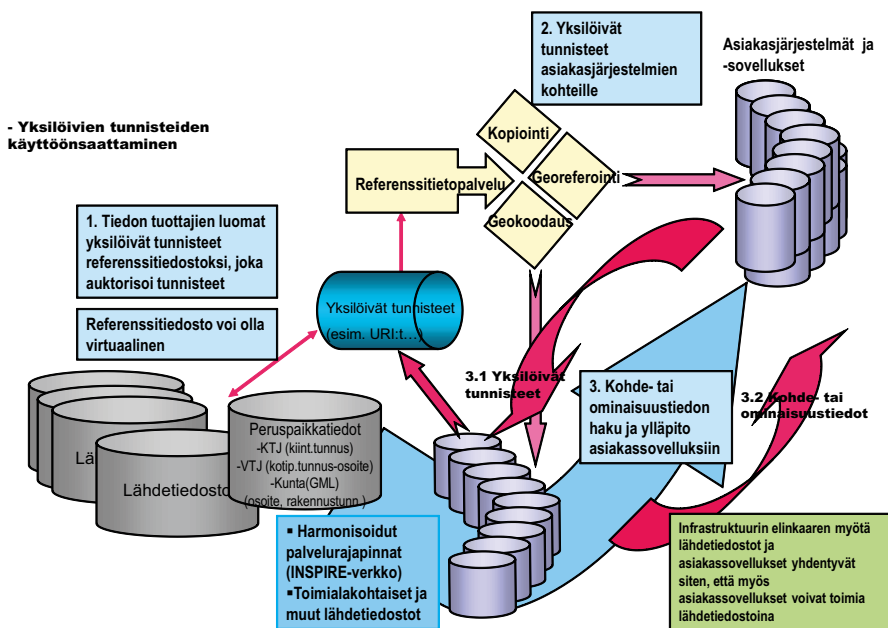 - Yksilöivien tunnisteiden
käyttöönsaattaminen
2. Yksilöivät
tunnisteet
asiakasjärjestelmien
kohteille
Asiakasjärjestelmät ja
-sovellukset
Kopiointi
Referenssitietopalvelu
Georeferointi
Geokoodaus
1. Tiedon tuottajien luomat
yksilöivät tunnisteet
referenssitiedostoksi, joka
auktorisoi tunnisteet
Referenssitiedosto voi olla
virtuaalinen
Yksilöivät tunnisteet
(esim. URI:t…)
3.1 Yksilöivät
tunnisteet
3. Kohde- tai
ominaisuustiedon
haku ja ylläpito
asiakassovelluksiin
3.2 Kohde- tai
ominaisuustiedot
Peruspaikkatiedot
-KTJ (kiint.tunnus)
-VTJ (kotip.tunnus-osoite)
-Kunta(GML)
(osoite, rakennustunn.)
Lähdetiedosto
▪ Harmonisoidut
palvelurajapinnat
(INSPIRE-verkko)
▪Toimialakohtaiset ja
muut lähdetiedostot
Infrastruktuurin elinkaaren myötä
lähdetiedostot ja
asiakassovellukset yhdentyvät
siten, että myös
asiakassovellukset voivat toimia
lähdetiedostoina